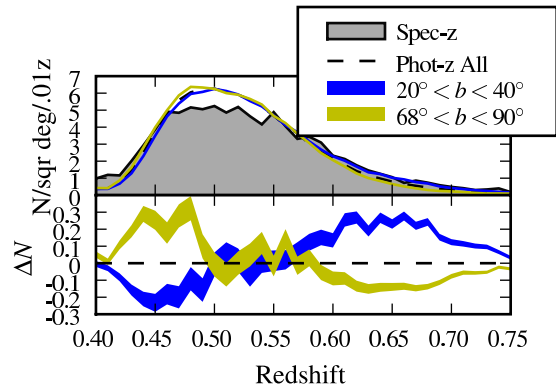 Spec-z
Phot-z All
20° < b < 40°
68° < b < 90°
N/sqr deg/.01z
7
6
5
4
3
2
1
0
ΔN
0.3
0.2
0.1
0
-0.1
-0.2
-0.3
0.40 0.45 0.50 0.55 0.60 0.65 0.70 0.75
Redshift